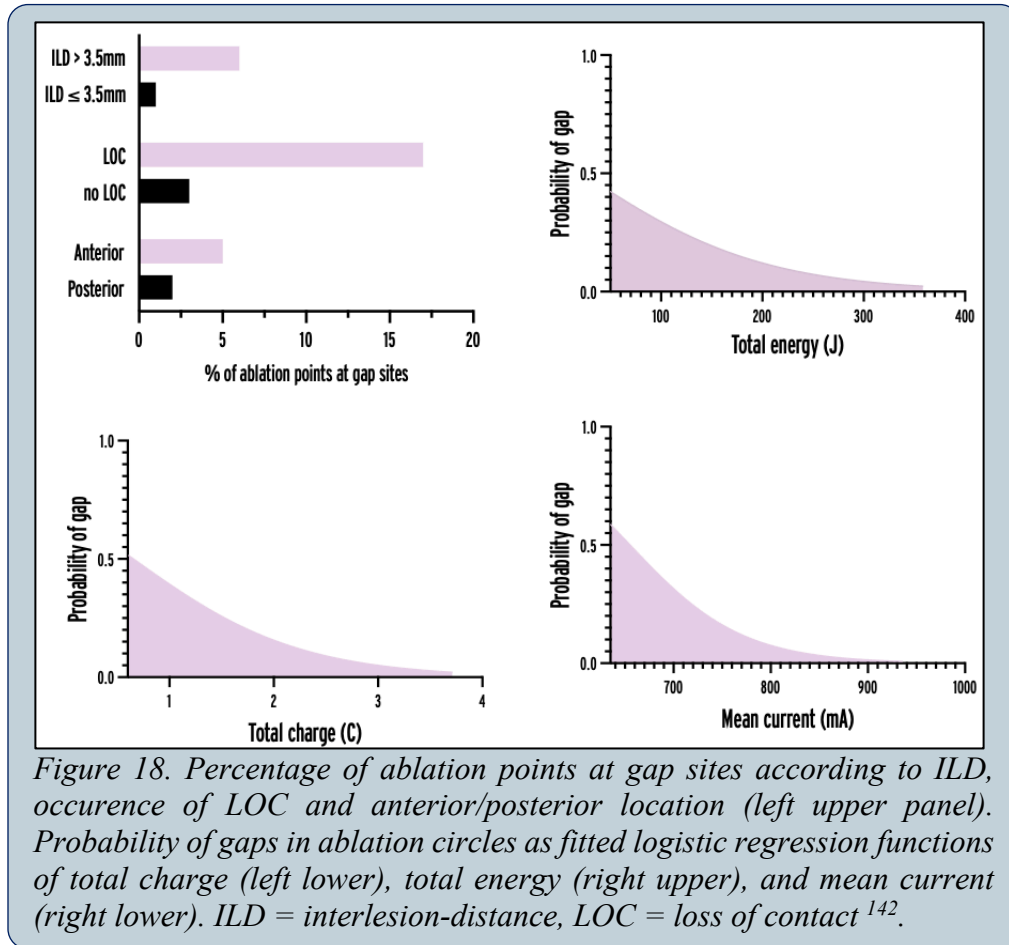 ILD > 3.5mm
ILD ≤ 3.5mm
LOC
no LOC
Anterior
Posterior
0 5 10 15 20
% of ablation points at gap sites
Probability of gap
1.0
0.5
0.0
100 200 300 400
Total energy (J)
Probability of gap
1.0
0.5
0.0
1 2 3 4
Total charge (C)
Probability of gap
1.0
0.5
0.0
700 800 900 1000
Mean current (mA)
Figure 18. Percentage of ablation points at gap sites according to ILD,
occurence of LOC and anterior/posterior location (left upper panel).
Probability of gaps in ablation circles as fitted logistic regression functions
of total charge (left lower), total energy (right upper), and mean current
(right lower). ILD = interlesion-distance, LOC = loss of contact 142.